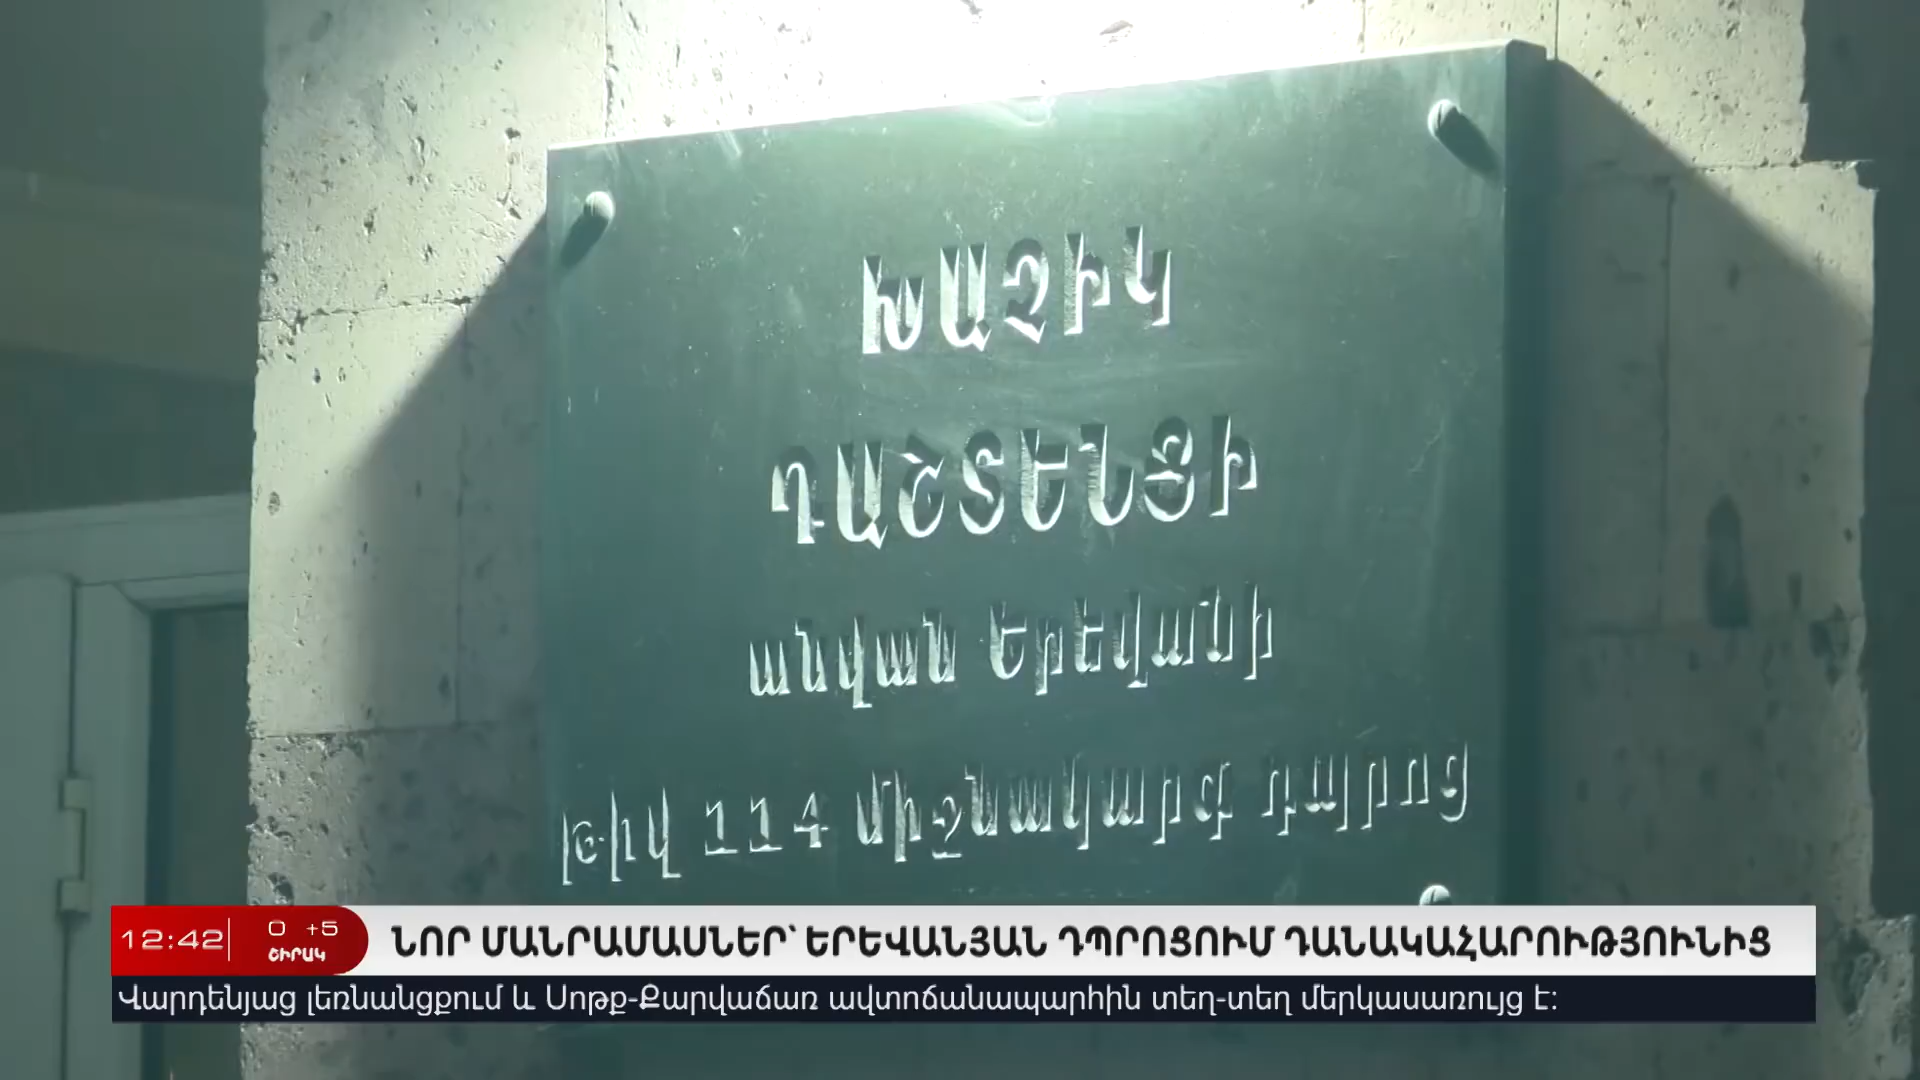 ԽԱՉԻԿ
ԴԱՇՏԵՆՑԻ
անվան Երեվանի
թիվ 114 միջնակարգ դպրոց
12:42
0 +5
ՇԻՐԱԿ
ՆՈՐ ՄԱՆՐԱՄԱՍՆԵՐ՝ ԵՐԵՎԱՆՅԱՆ ԴՊՐՈՑՈՒՄ ԴԱՆԱԿԱՀԱՐՈՒԹՅՈՒՆԻՑ
Վարդենյաց լեռնանցքում և Սոթք-Քարվաճառ ավտոճանապարհին տեղ-տեղ մերկասառույց է: